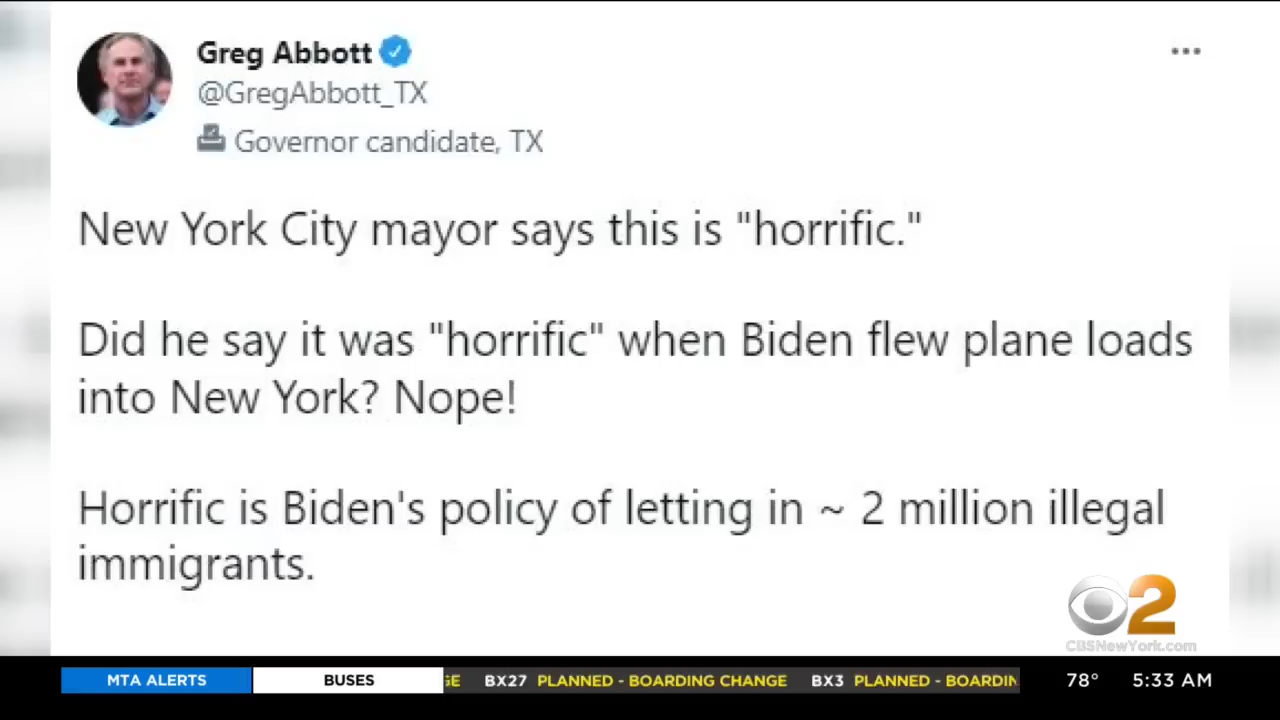 Greg Abbott
@GregAbbott_TX
Governor candidate, TX
New York City mayor says this is "horrific."
Did he say it was "horrific" when Biden flew plane loads
into New York? Nope!
Horrific is Biden's policy of letting in ~ 2 million illegal
immigrants.
2
CBSNewYork.com
MTA ALERTS BUSES GE BX27 PLANNED - BOARDING CHANGE BX3 PLANNED - BOARDIN 78° 5:33 AM